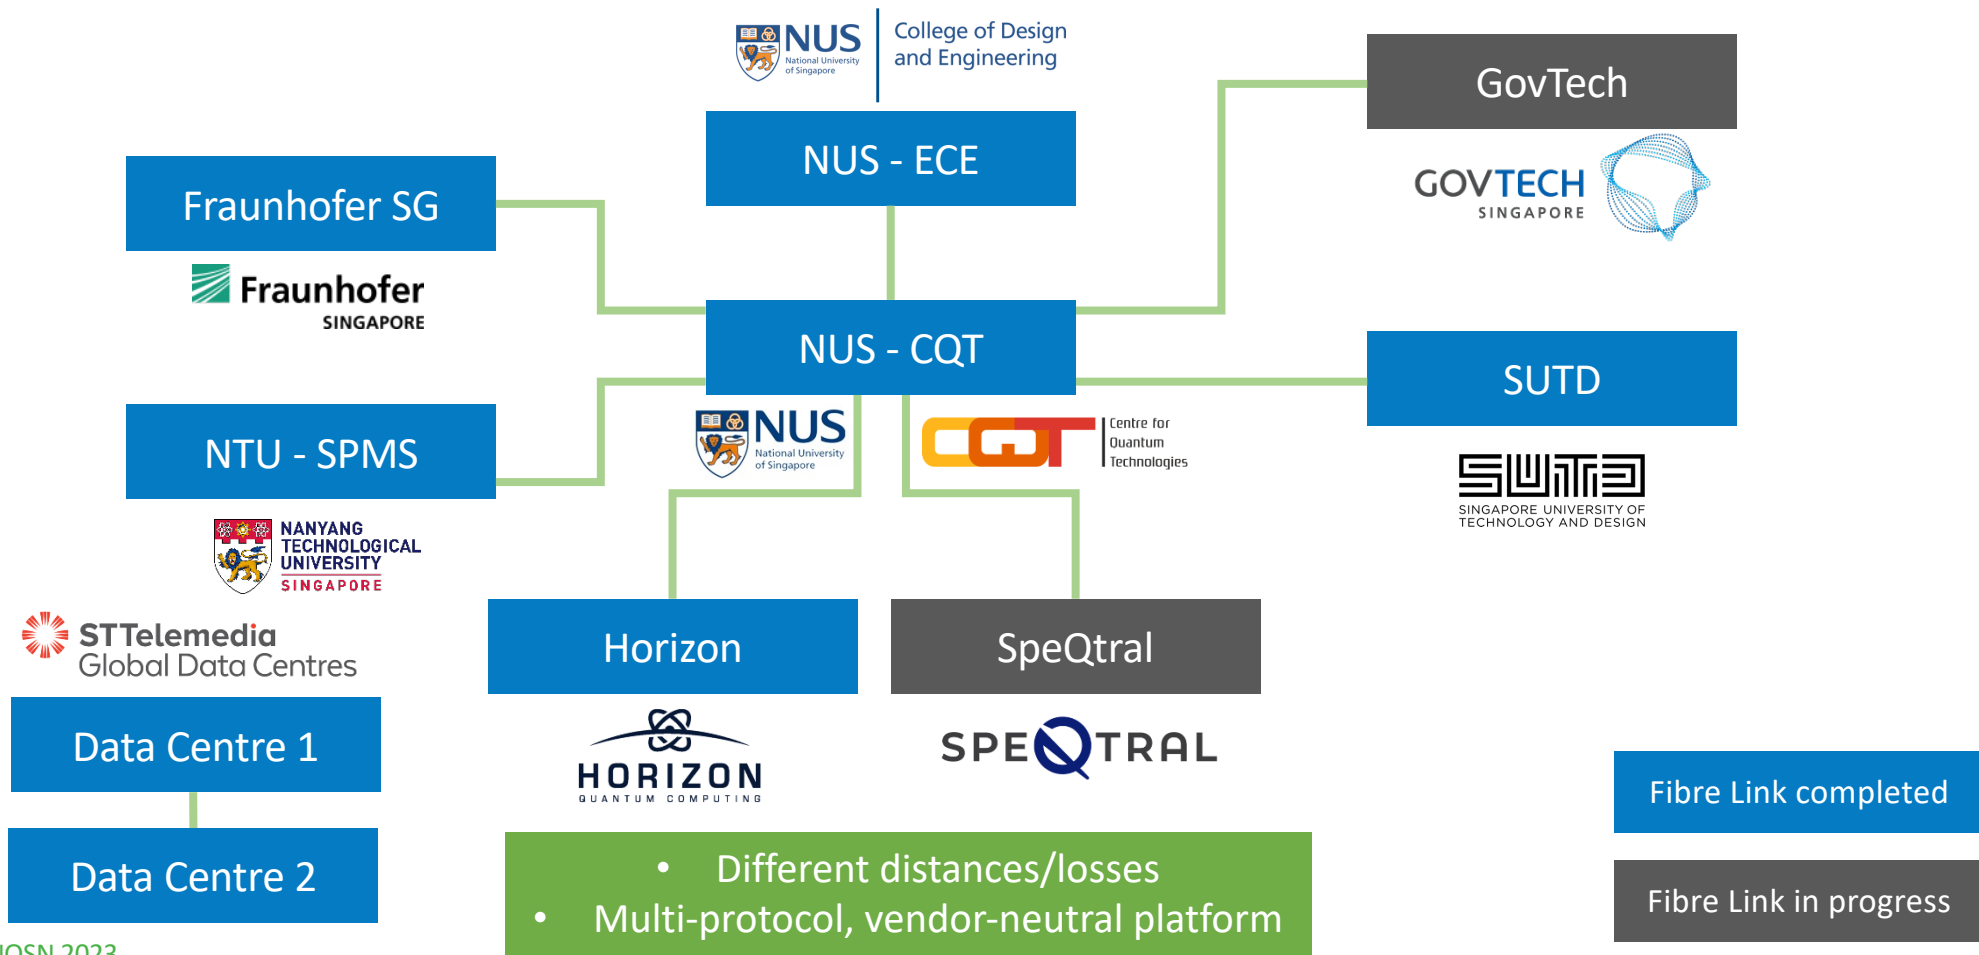 NUS
National University
of Singapore
College of Design
and Engineering
NUS - ECE
GovTech
GOVTECH
SINGAPORE
Fraunhofer SG
Fraunhofer
SINGAPORE
NUS - CQT
NUS
National University
of Singapore
CQT
Centre for
Quantum
Technologies
SUTD
SUTD
SINGAPORE UNIVERSITY OF
TECHNOLOGY AND DESIGN
NTU - SPMS
NANYANG
TECHNOLOGICAL
UNIVERSITY
SINGAPORE
STTelemedia
Global Data Centres
Data Centre 1
Data Centre 2
Horizon
HORIZON
QUANTUM COMPUTING
SpeQtral
SPEQTRAL
• Different distances/losses
• Multi-protocol, vendor-neutral platform
Fibre Link completed
Fibre Link in progress
2023